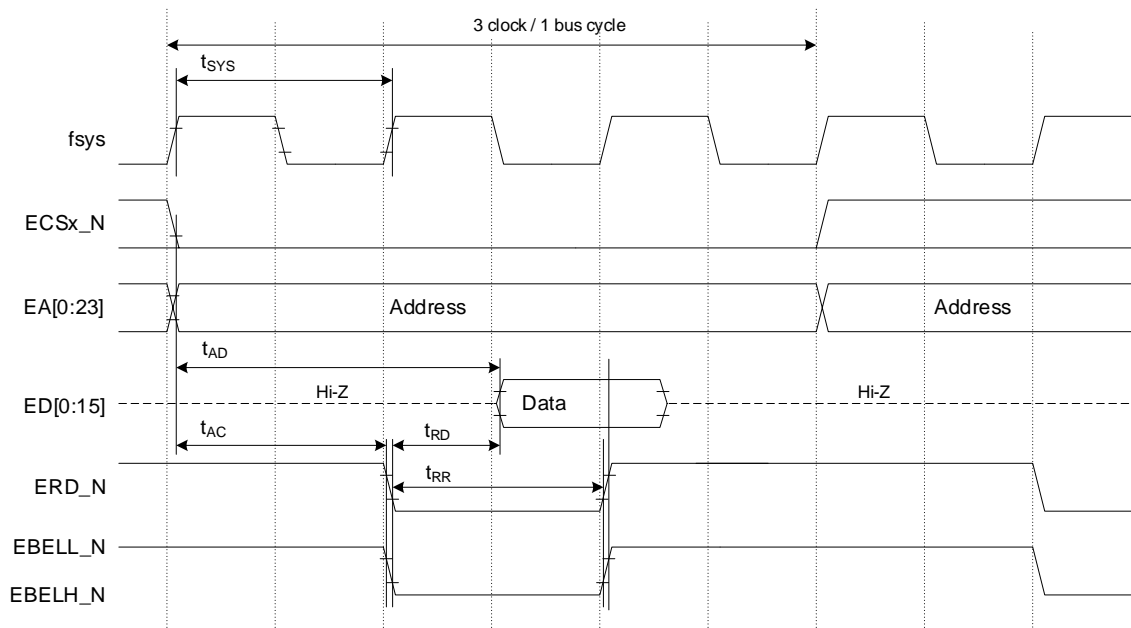 3 clock / 1 bus cycle
tSYS
fsys
ECSx_N
EA[0:23] Address Address
tAD
ED[0:15] Hi-Z Data Hi-Z
tAC tRD
tRR
ERD_N
EBELL_N
EBELH_N